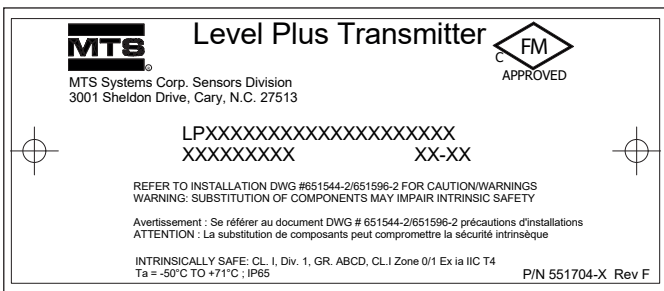 MTS
Level Plus Transmitter
C FM
APPROVED
MTS Systems Corp. Sensors Division
3001 Sheldon Drive, Cary, N.C. 27513
LPXXXXXXXXXXXXXXXXXXXX
XXXXXXXXX XX-XX
REFER TO INSTALLATION DWG #651544-2/651596-2 FOR CAUTION/WARNINGS
WARNING: SUBSTITUTION OF COMPONENTS MAY IMPAIR INTRINSIC SAFETY
Avertissement : Se référer au document DWG # 651544-2/651596-2 précautions d'installations
ATTENTION : La substitution de composants peut compromettre la sécurité intrinsèque
INTRINSICALLY SAFE: CL. I, Div. 1, GR. ABCD, CL.I Zone 0/1 Ex ia IIC T4
Ta = -50°C TO +71°C ; IP65
P/N 551704-X Rev F